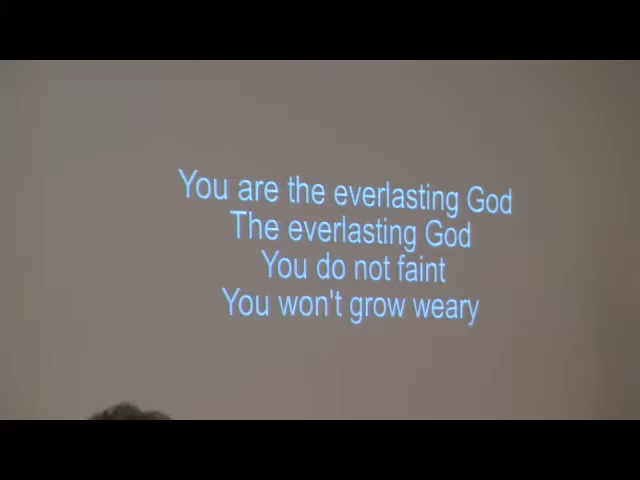 You are the everlasting God
The everlasting God
You do not faint
You won't grow weary